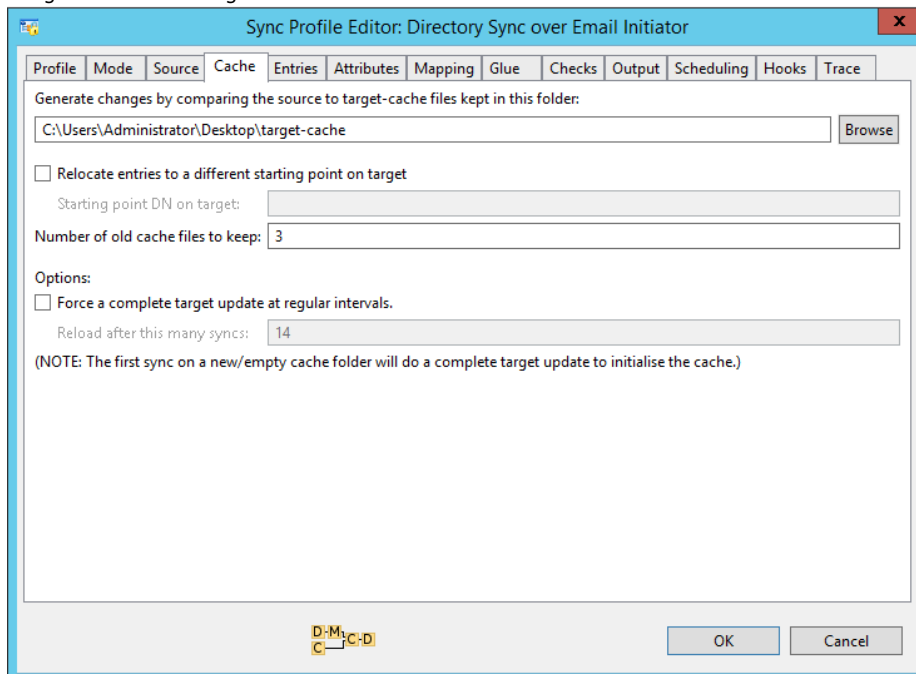 Sync Profile Editor: Directory Sync over Email Initiator
x
Profile Mode Source Cache Entries Attributes Mapping Glue Checks Output Scheduling Hooks Trace
Generate changes by comparing the source to target-cache files kept in this folder:
C:\Users\Administrator\Desktop\target-cache Browse
Relocate entries to a different starting point on target
Starting point DN on target:
Number of old cache files to keep: 3
Options:
Force a complete target update at regular intervals.
Reload after this many syncs: 14
(NOTE: The first sync on a new/empty cache folder will do a complete target update to initialise the cache.)
D-M
C C-D
OK Cancel